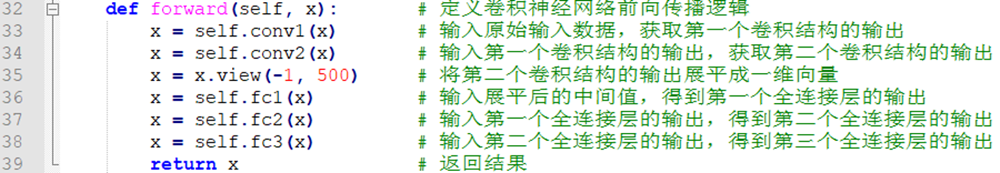 32 def forward(self, x): # 定义卷积神经网络前向传播逻辑
33 x = self.conv1(x) # 输入原始输入数据，获取第一个卷积结构的输出
34 x = self.conv2(x) # 输入第一个卷积结构的输出，获取第二个卷积结构的输出
35 x = x.view(-1, 500) # 将第二个卷积结构的输出展平成一维向量
36 x = self.fc1(x) # 输入展平后的中间值，得到第一个全连接层的输出
37 x = self.fc2(x) # 输入第一个全连接层的输出，得到第二个全连接层的输出
38 x = self.fc3(x) # 输入第二个全连接层的输出，得到第三个全连接层的输出
39 return x # 返回结果